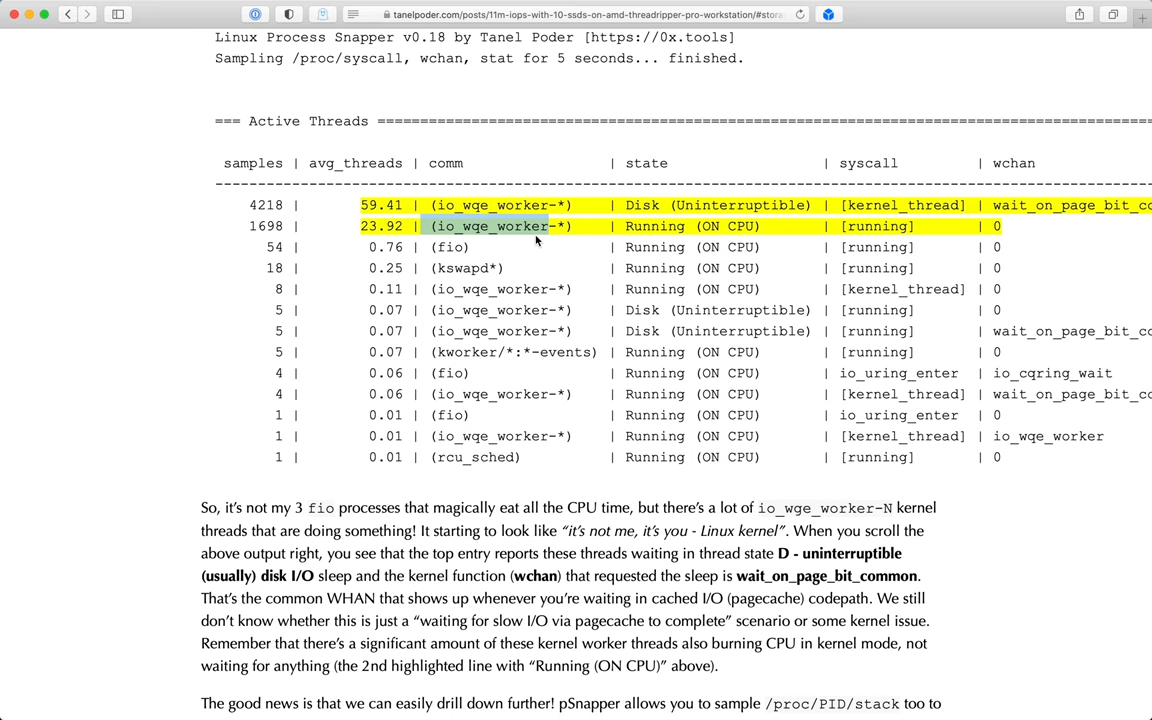 tanelpoder.com/posts/11m-iops-with-10-ssds-on-amd-threadripper-pro-workstation/#stora
Linux Process Snapper v0.18 by Tanel Poder [https://0x.tools]
Sampling /proc/syscall, wchan, stat for 5 seconds... finished.
=== Active Threads ==========================================================================================
samples | avg_threads | comm | state | syscall | wchan
-------------------------------------------------------------------------------------------------------------
4218 | 59.41 | (io_wqe_worker-*) | Disk (Uninterruptible) | [kernel_thread] | wait_on_page_bit_co
1698 | 23.92 | (io_wqe_worker-*) | Running (ON CPU) | [running] | 0
54 | 0.76 | (fio) | Running (ON CPU) | [running] | 0
18 | 0.25 | (kswapd*) | Running (ON CPU) | [running] | 0
8 | 0.11 | (io_wqe_worker-*) | Running (ON CPU) | [kernel_thread] | 0
5 | 0.07 | (io_wqe_worker-*) | Disk (Uninterruptible) | [running] | 0
5 | 0.07 | (io_wqe_worker-*) | Disk (Uninterruptible) | [running] | wait_on_page_bit_co
5 | 0.07 | (kworker/*:*-events) | Running (ON CPU) | [running] | 0
4 | 0.06 | (fio) | Running (ON CPU) | io_uring_enter | io_cqring_wait
4 | 0.06 | (io_wqe_worker-*) | Running (ON CPU) | [kernel_thread] | wait_on_page_bit_co
1 | 0.01 | (fio) | Running (ON CPU) | io_uring_enter | 0
1 | 0.01 | (io_wqe_worker-*) | Running (ON CPU) | [kernel_thread] | io_wqe_worker
1 | 0.01 | (rcu_sched) | Running (ON CPU) | [running] | 0
So, it's not my 3 fio processes that magically eat all the CPU time, but there's a lot of io_wge_worker-N kernel
threads that are doing something! It starting to look like “it's not me, it's you - Linux kernel”. When you scroll the
above output right, you see that the top entry reports these threads waiting in thread state D - uninterruptible
(usually) disk I/O sleep and the kernel function (wchan) that requested the sleep is wait_on_page_bit_common.
That's the common WHAN that shows up whenever you're waiting in cached I/O (pagecache) codepath. We still
don't know whether this is just a “waiting for slow I/O via pagecache to complete” scenario or some kernel issue.
Remember that there's a significant amount of these kernel worker threads also burning CPU in kernel mode, not
waiting for anything (the 2nd highlighted line with “Running (ON CPU)” above).
The good news is that we can easily drill down further! pSnapper allows you to sample /proc/PID/stack too to